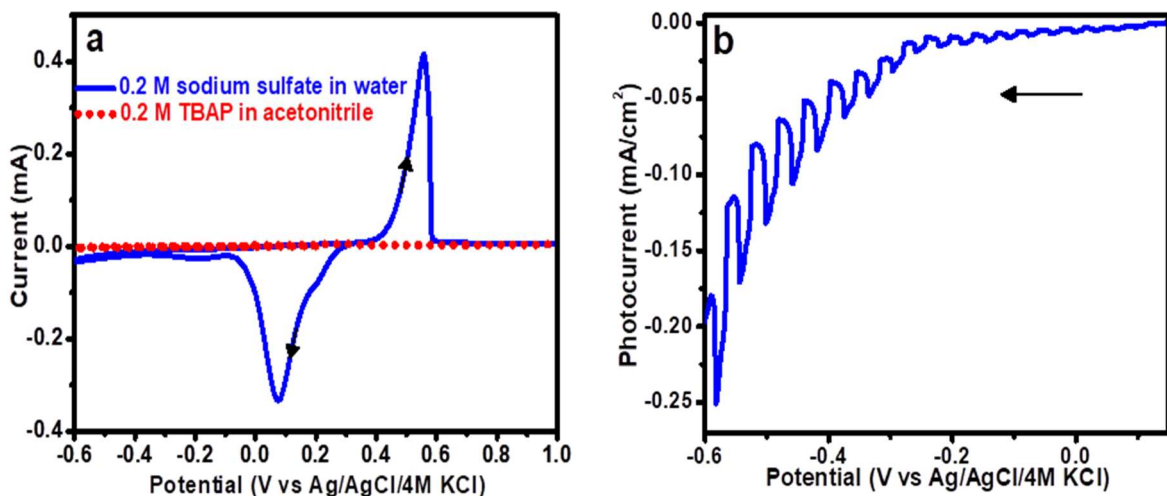 a
0.2 M sodium sulfate in water
0.2 M TBAP in acetonitrile
Current (mA)
0.4
0.2
0.0
-0.2
-0.4
-0.6 -0.4 -0.2 0.0 0.2 0.4 0.6 0.8 1.0
Potential (V vs Ag/AgCl/4M KCl)
b
Photocurrent (mA/cm²)
0.00
-0.05
-0.10
-0.15
-0.20
-0.25
-0.6 -0.4 -0.2 0.0
Potential (V vs Ag/AgCl/4M KCl)